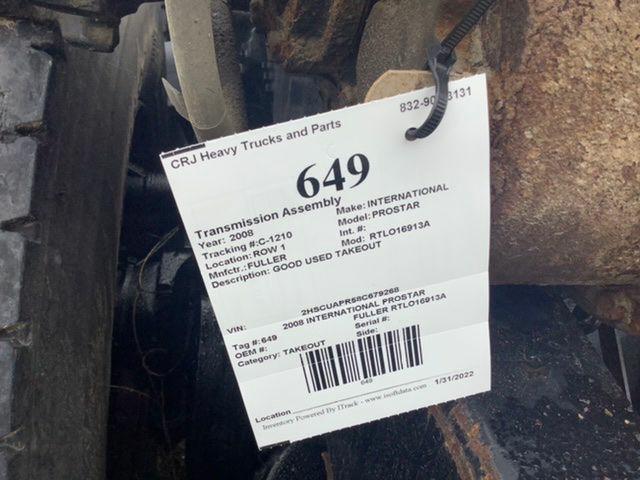 CRJ Heavy Trucks and Parts 3131
649
Transmission Assembly
Year: 2008 Make: INTERNATIONAL
Tracking #:C-1210 Model: PROSTAR
Location: ROW 1 Int. #:
Mnfctr.: FULLER Mod: RTLO16913A
Description: GOOD USED TAKEOUT
VIN: 2HSCUAPR58C679268
2008 INTERNATIONAL PROSTAR
Tag #: 649 FULLER RTLO16913A
OEM #: Serial #:
Category: TAKEOUT Side:
649
Location 1/31/2022
Inventory Powered By ITrack - www.isoftdata.com